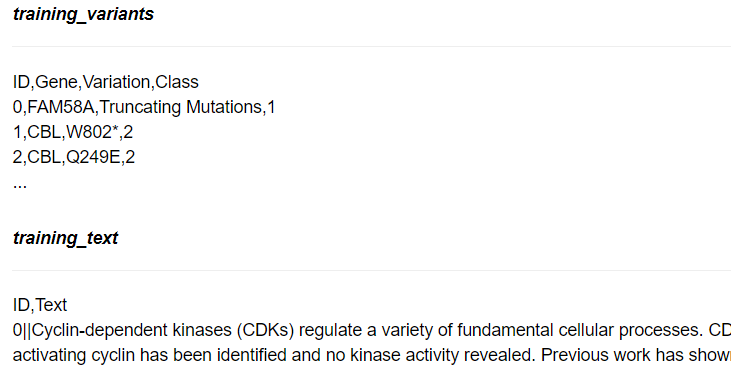 training_variants
ID,Gene,Variation,Class
0,FAM58A,Truncating Mutations,1
1,CBL,W802*,2
2,CBL,Q249E,2
...
training_text
ID,Text
0||Cyclin-dependent kinases (CDKs) regulate a variety of fundamental cellular processes. CD
activating cyclin has been identified and no kinase activity revealed. Previous work has show